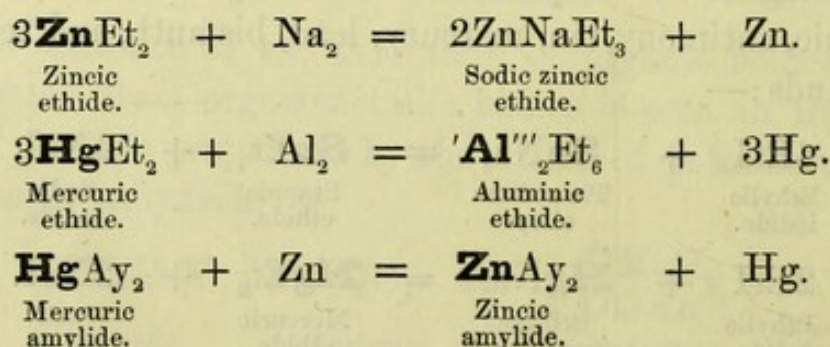 3ZnEt₂ + Na₂ = 2ZnNaEt₃ + Zn.
Zincic Sodic zincic
ethide. ethide.
3HgEt₂ + Al₂ = 'Al'''₂Et₆ + 3Hg.
Mercuric Aluminic
ethide. ethide.
HgAy₂ + Zn = ZnAy₂ + Hg.
Mercuric Zincic
amylide. amylide.